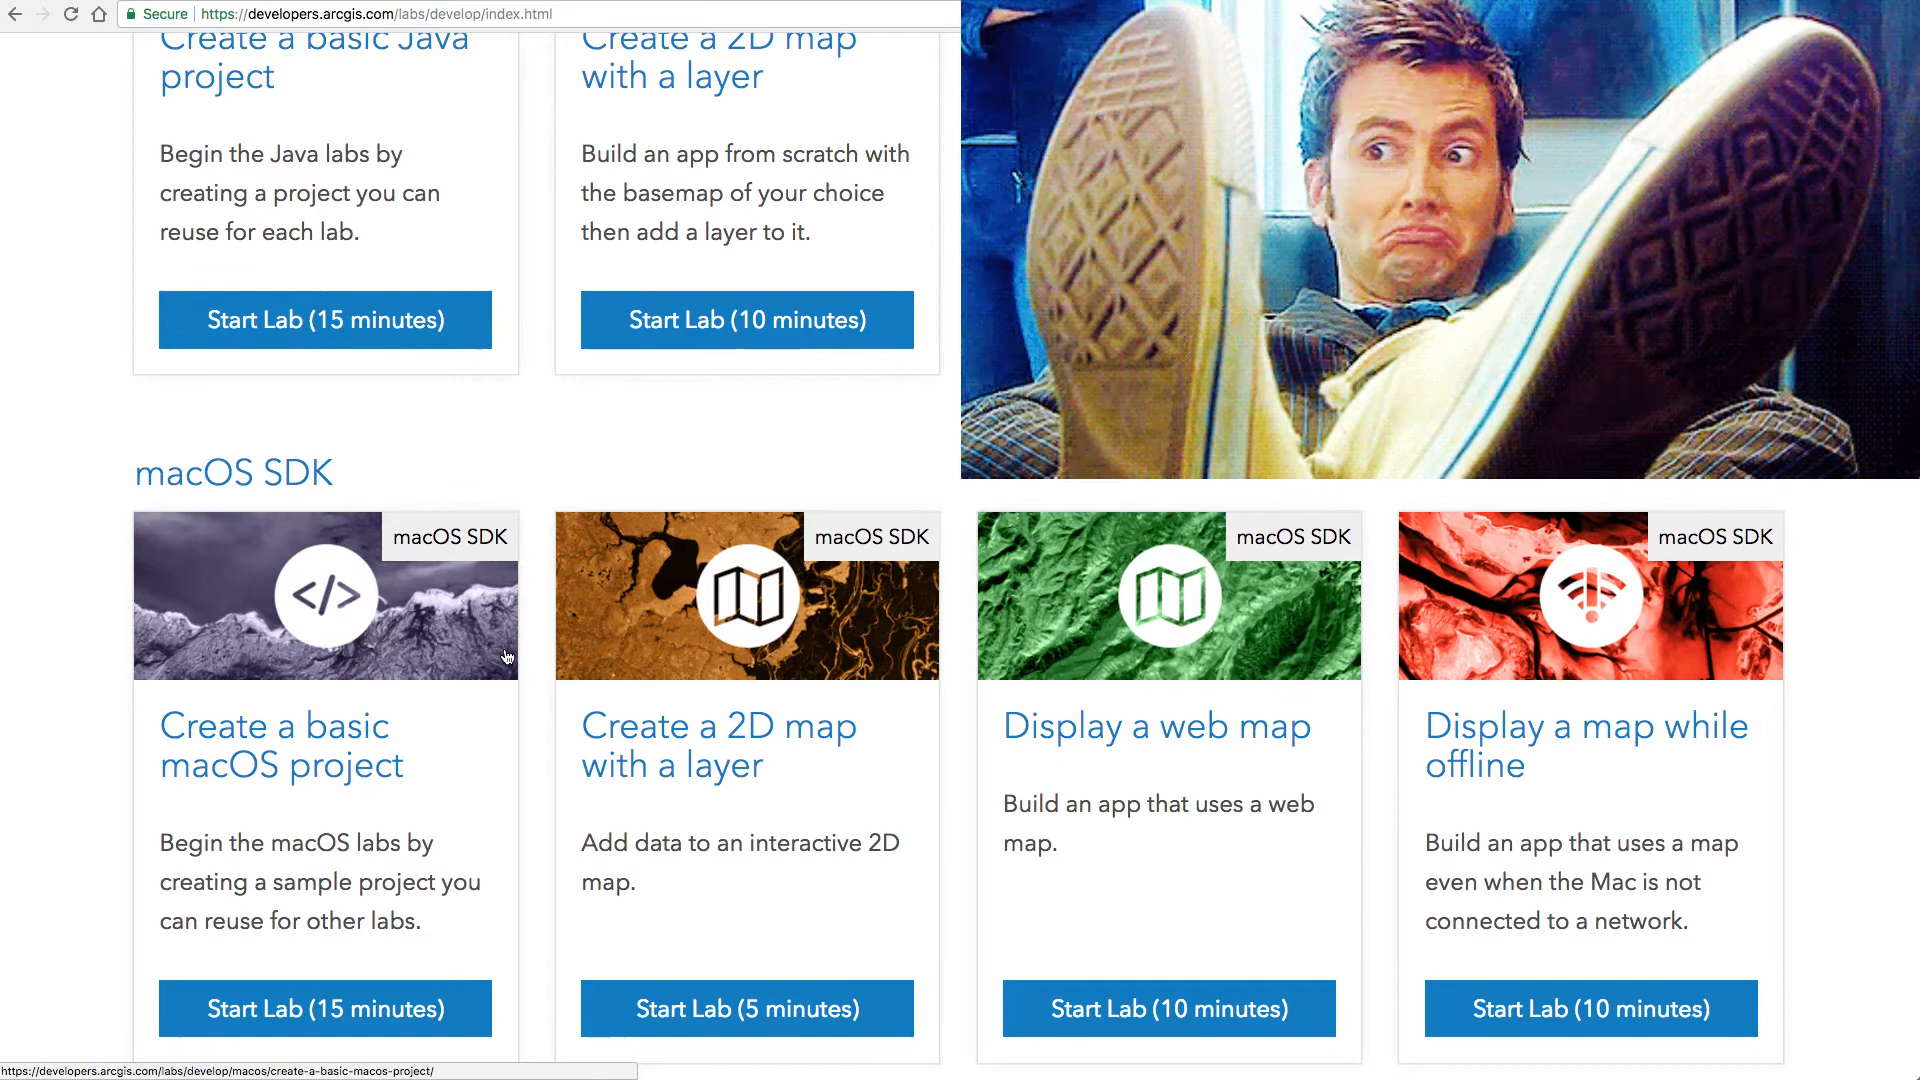 Secure
https://developers.arcgis.com/labs/develop/index.html
Create a basic Java
project
Begin the Java labs by
creating a project you can
reuse for each lab.
Start Lab (15 minutes)
Create a 2D map
with a layer
Build an app from scratch with
the basemap of your choice
then add a layer to it.
Start Lab (10 minutes)
macOS SDK
macOS SDK
Create a basic
macOS project
Begin the macOS labs by
creating a sample project you
can reuse for other labs.
Start Lab (15 minutes)
macOS SDK
Create a 2D map
with a layer
Add data to an interactive 2D
map.
Start Lab (5 minutes)
macOS SDK
Display a web map
Build an app that uses a web
map.
Start Lab (10 minutes)
macOS SDK
Display a map while
offline
Build an app that uses a map
even when the Mac is not
connected to a network.
Start Lab (10 minutes)
https://developers.arcgis.com/labs/develop/macos/create-a-basic-macos-project/